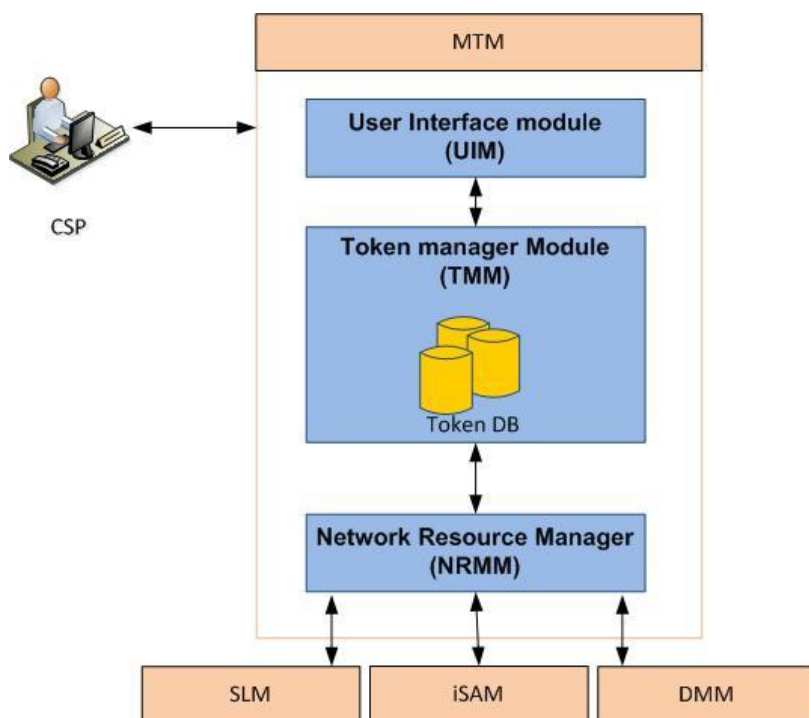 MTM
CSP
User Interface module
(UIM)
Token manager Module
(TMM)
Token DB
Network Resource Manager
(NRMM)
SLM
iSAM
DMM